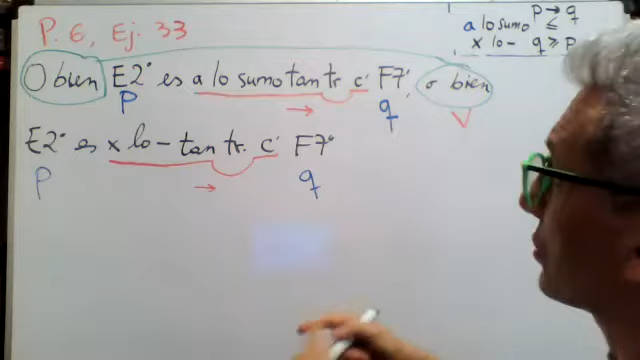 P. 6, Ej. 33
p → q
a lo sumo ≤
x lo - q ≥ p
O bien E2° es a lo sumo tan tr. c' F7°, o bien
p → q V
E2° es x lo - tan tr. c' F7°
p → q